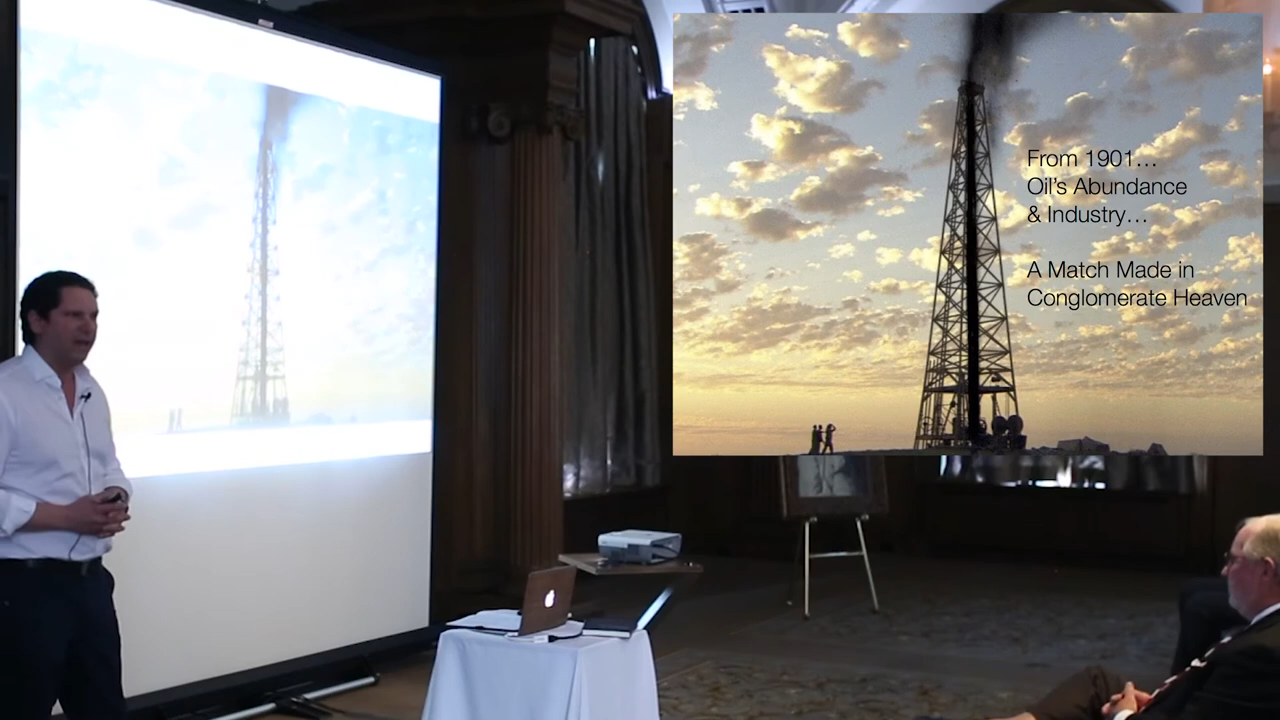 From 1901…
Oil's Abundance
& Industry…
A Match Made in
Conglomerate Heaven